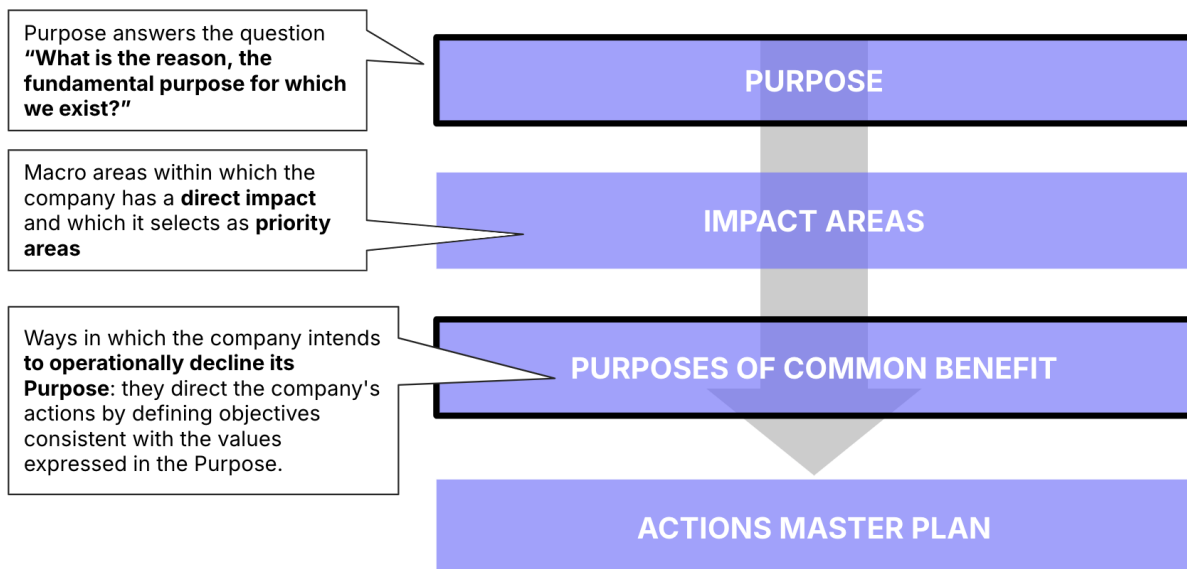 Purpose answers the question
“What is the reason, the
fundamental purpose for which
we exist?”
PURPOSE
Macro areas within which the
company has a direct impact
and which it selects as priority
areas
IMPACT AREAS
Ways in which the company intends
to operationally decline its
Purpose: they direct the company's
actions by defining objectives
consistent with the values
expressed in the Purpose.
PURPOSES OF COMMON BENEFIT
ACTIONS MASTER PLAN